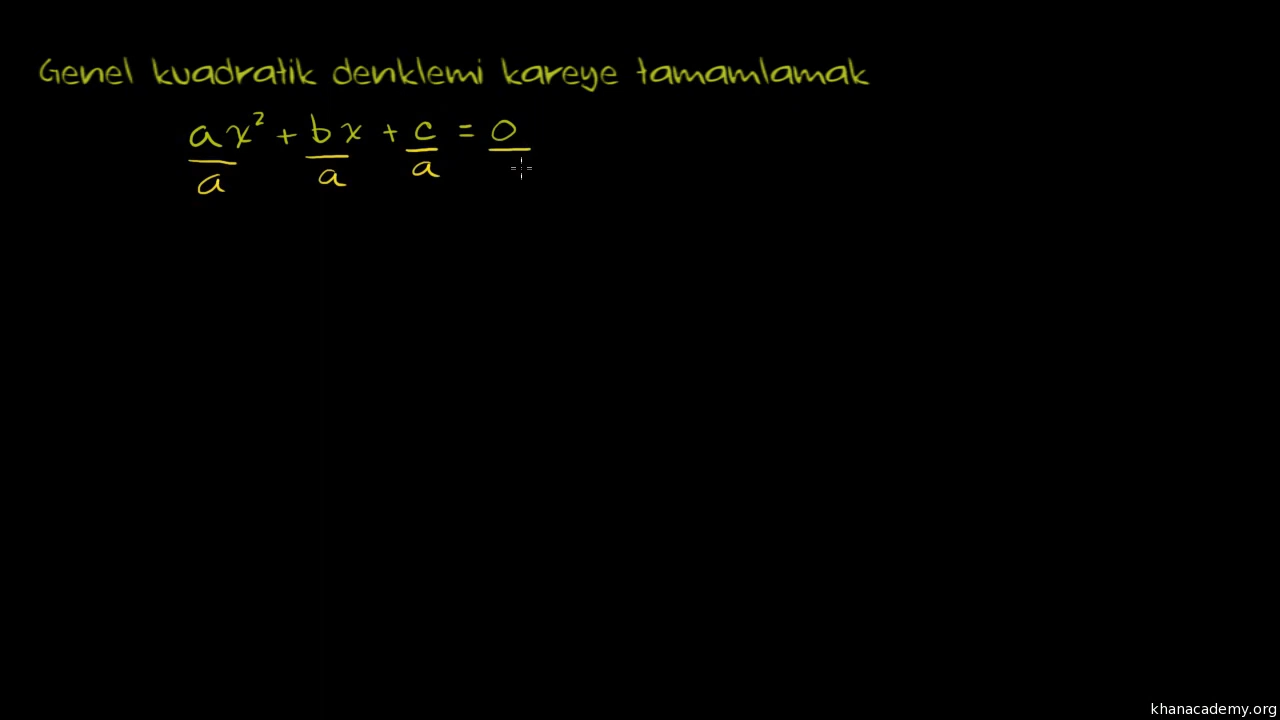 Genel kuadratik denklemi kareye tamamlamak
ax² + bx + c = 0
a a a
khanacademy.org